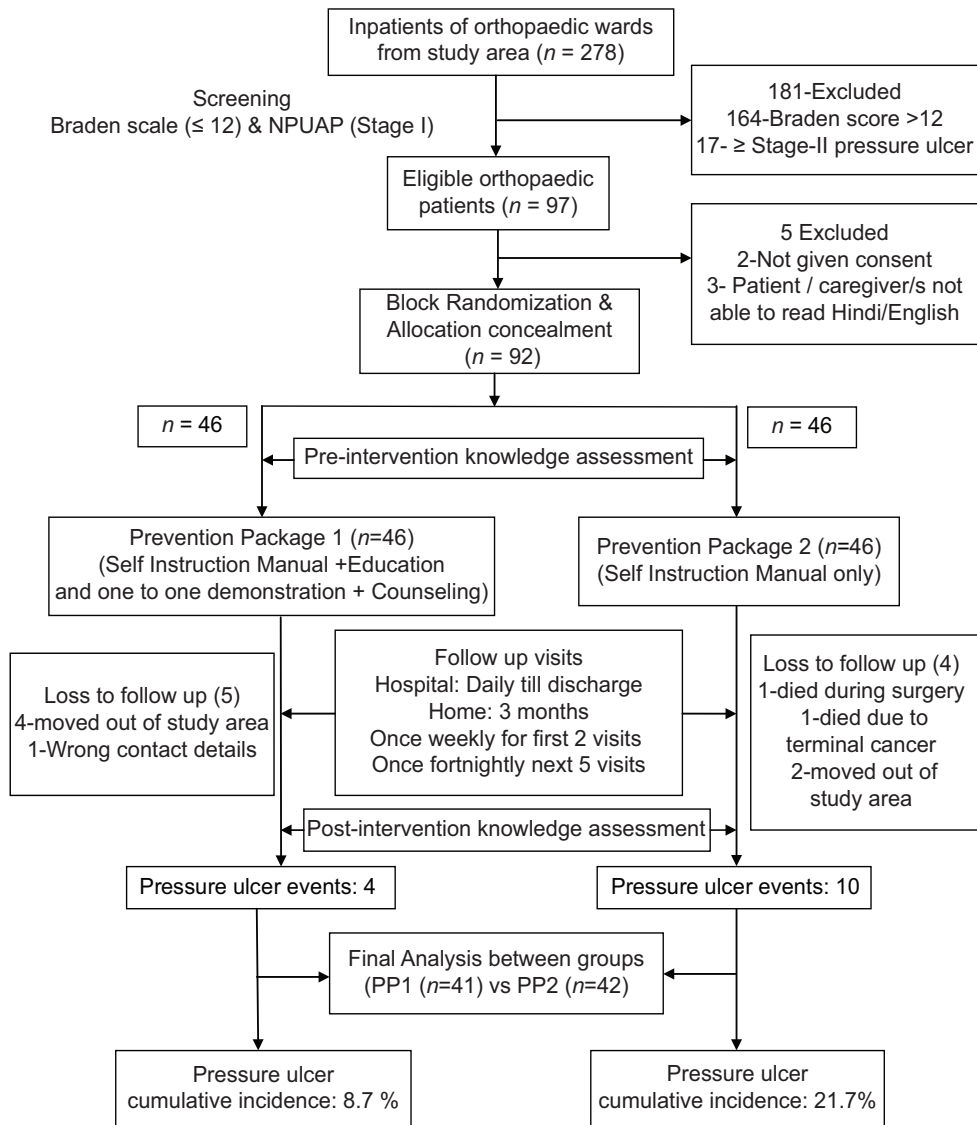 Inpatients of orthopaedic wards
from study area (n = 278)
Screening
Braden scale (≤ 12) & NPUAP (Stage I)
181-Excluded
164-Braden score >12
17- ≥ Stage-II pressure ulcer
Eligible orthopaedic
patients (n = 97)
5 Excluded
2-Not given consent
3- Patient / caregiver/s not
able to read Hindi/English
Block Randomization &
Allocation concealment
(n = 92)
n = 46
n = 46
Pre-intervention knowledge assessment
Prevention Package 1 (n=46)
(Self Instruction Manual +Education
and one to one demonstration + Counseling)
Prevention Package 2 (n=46)
(Self Instruction Manual only)
Loss to follow up (5)
4-moved out of study area
1-Wrong contact details
Follow up visits
Hospital: Daily till discharge
Home: 3 months
Once weekly for first 2 visits
Once fortnightly next 5 visits
Loss to follow up (4)
1-died during surgery
1-died due to
terminal cancer
2-moved out of
study area
Post-intervention knowledge assessment
Pressure ulcer events: 4
Pressure ulcer events: 10
Final Analysis between groups
(PP1 (n=41) vs PP2 (n=42)
Pressure ulcer
cumulative incidence: 8.7 %
Pressure ulcer
cumulative incidence: 21.7%